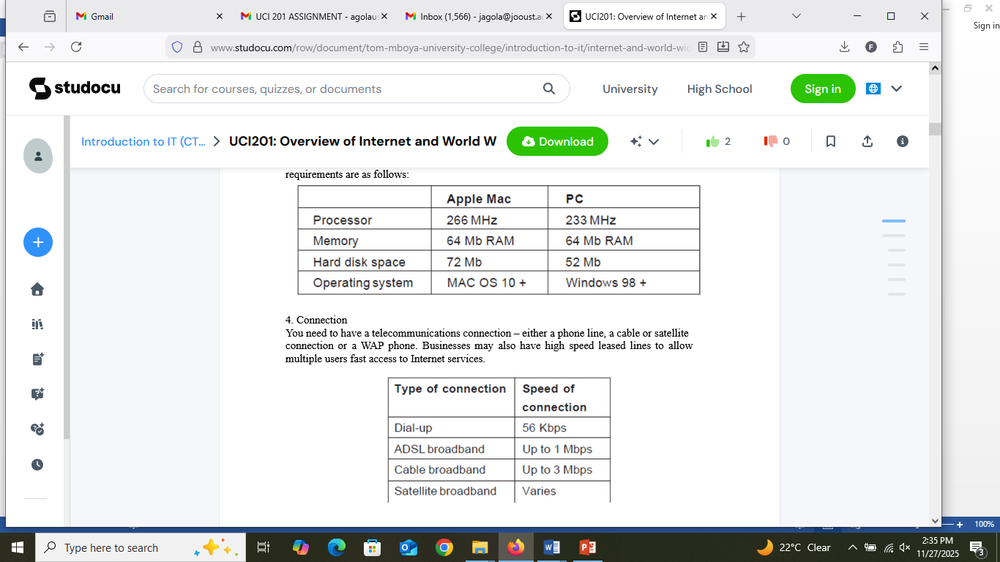 Gmail
UCI 201 ASSIGNMENT - agolaus
Inbox (1,566) - jagola@jooust.a
UCI201: Overview of Internet an
Sign in
www.studocu.com/row/document/tom-mboya-university-college/introduction-to-it/internet-and-world-wid
F
studocu
Search for courses, quizzes, or documents
University
High School
Sign in
Introduction to IT (CT...
UCI201: Overview of Internet and World W
Download
2
0
requirements are as follows:
Apple Mac PC
Processor 266 MHz 233 MHz
Memory 64 Mb RAM 64 Mb RAM
Hard disk space 72 Mb 52 Mb
Operating system MAC OS 10 + Windows 98 +
4. Connection
You need to have a telecommunications connection – either a phone line, a cable or satellite
connection or a WAP phone. Businesses may also have high speed leased lines to allow
multiple users fast access to Internet services.
Type of connection Speed of
connection
Dial-up 56 Kbps
ADSL broadband Up to 1 Mbps
Cable broadband Up to 3 Mbps
Satellite broadband Varies
100%
Type here to search
22°C Clear
2:35 PM
11/27/2025
3